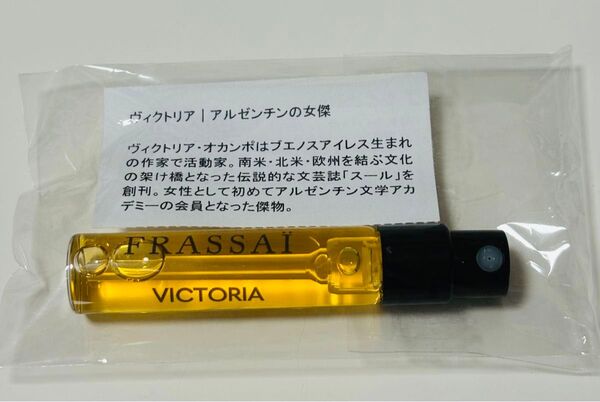 ヴィクトリア｜アルゼンチンの女傑
ヴィクトリア・オカンポはブエノスアイレス生まれ
の作家で活動家。南米・北米・欧州を結ぶ文化
の架け橋となった伝説的な文芸誌「スール」を
創刊。女性として初めてアルゼンチン文学アカ
デミーの会員となった傑物。
FRASSAÏ
VICTORIA